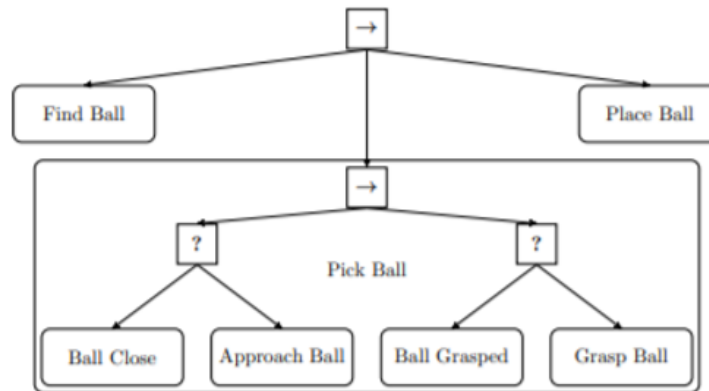 →
Find Ball
Place Ball
→
?
?
Pick Ball
Ball Close
Approach Ball
Ball Grasped
Grasp Ball